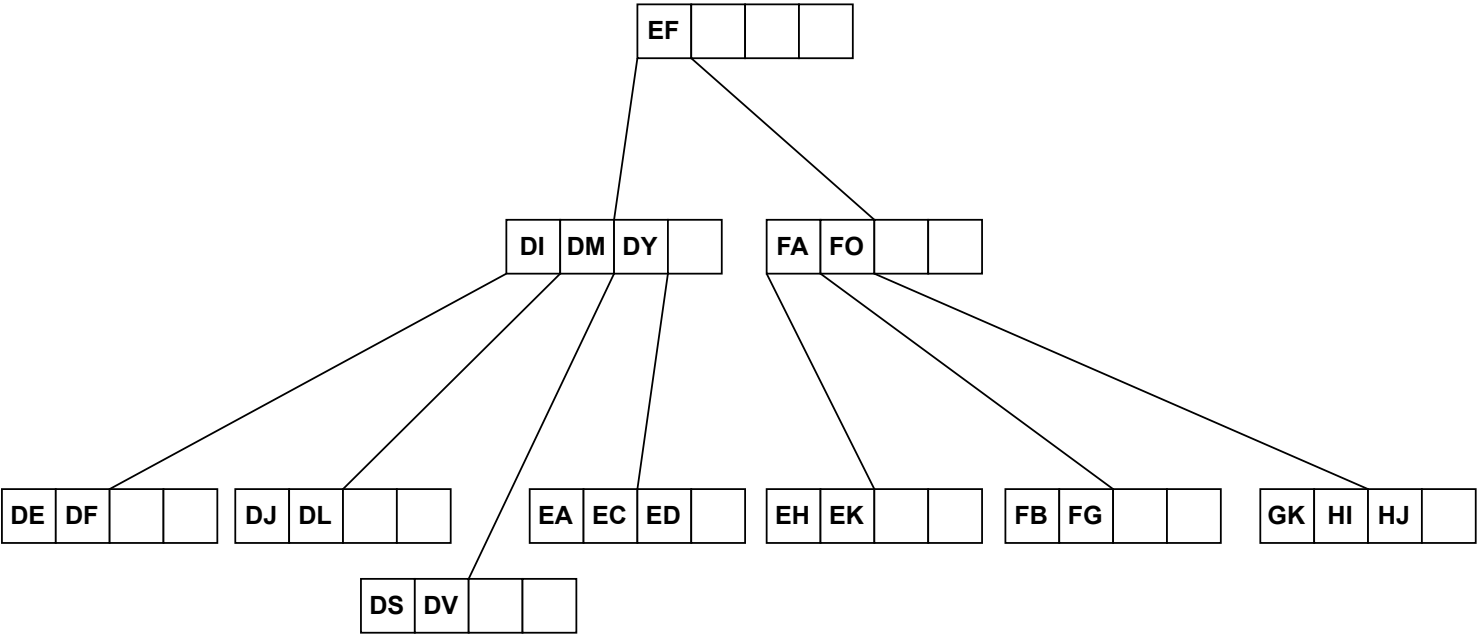 EF
DI DM DY FA FO
DE DF DJ DL EA EC ED EH EK FB FG GK HI HJ
DS DV